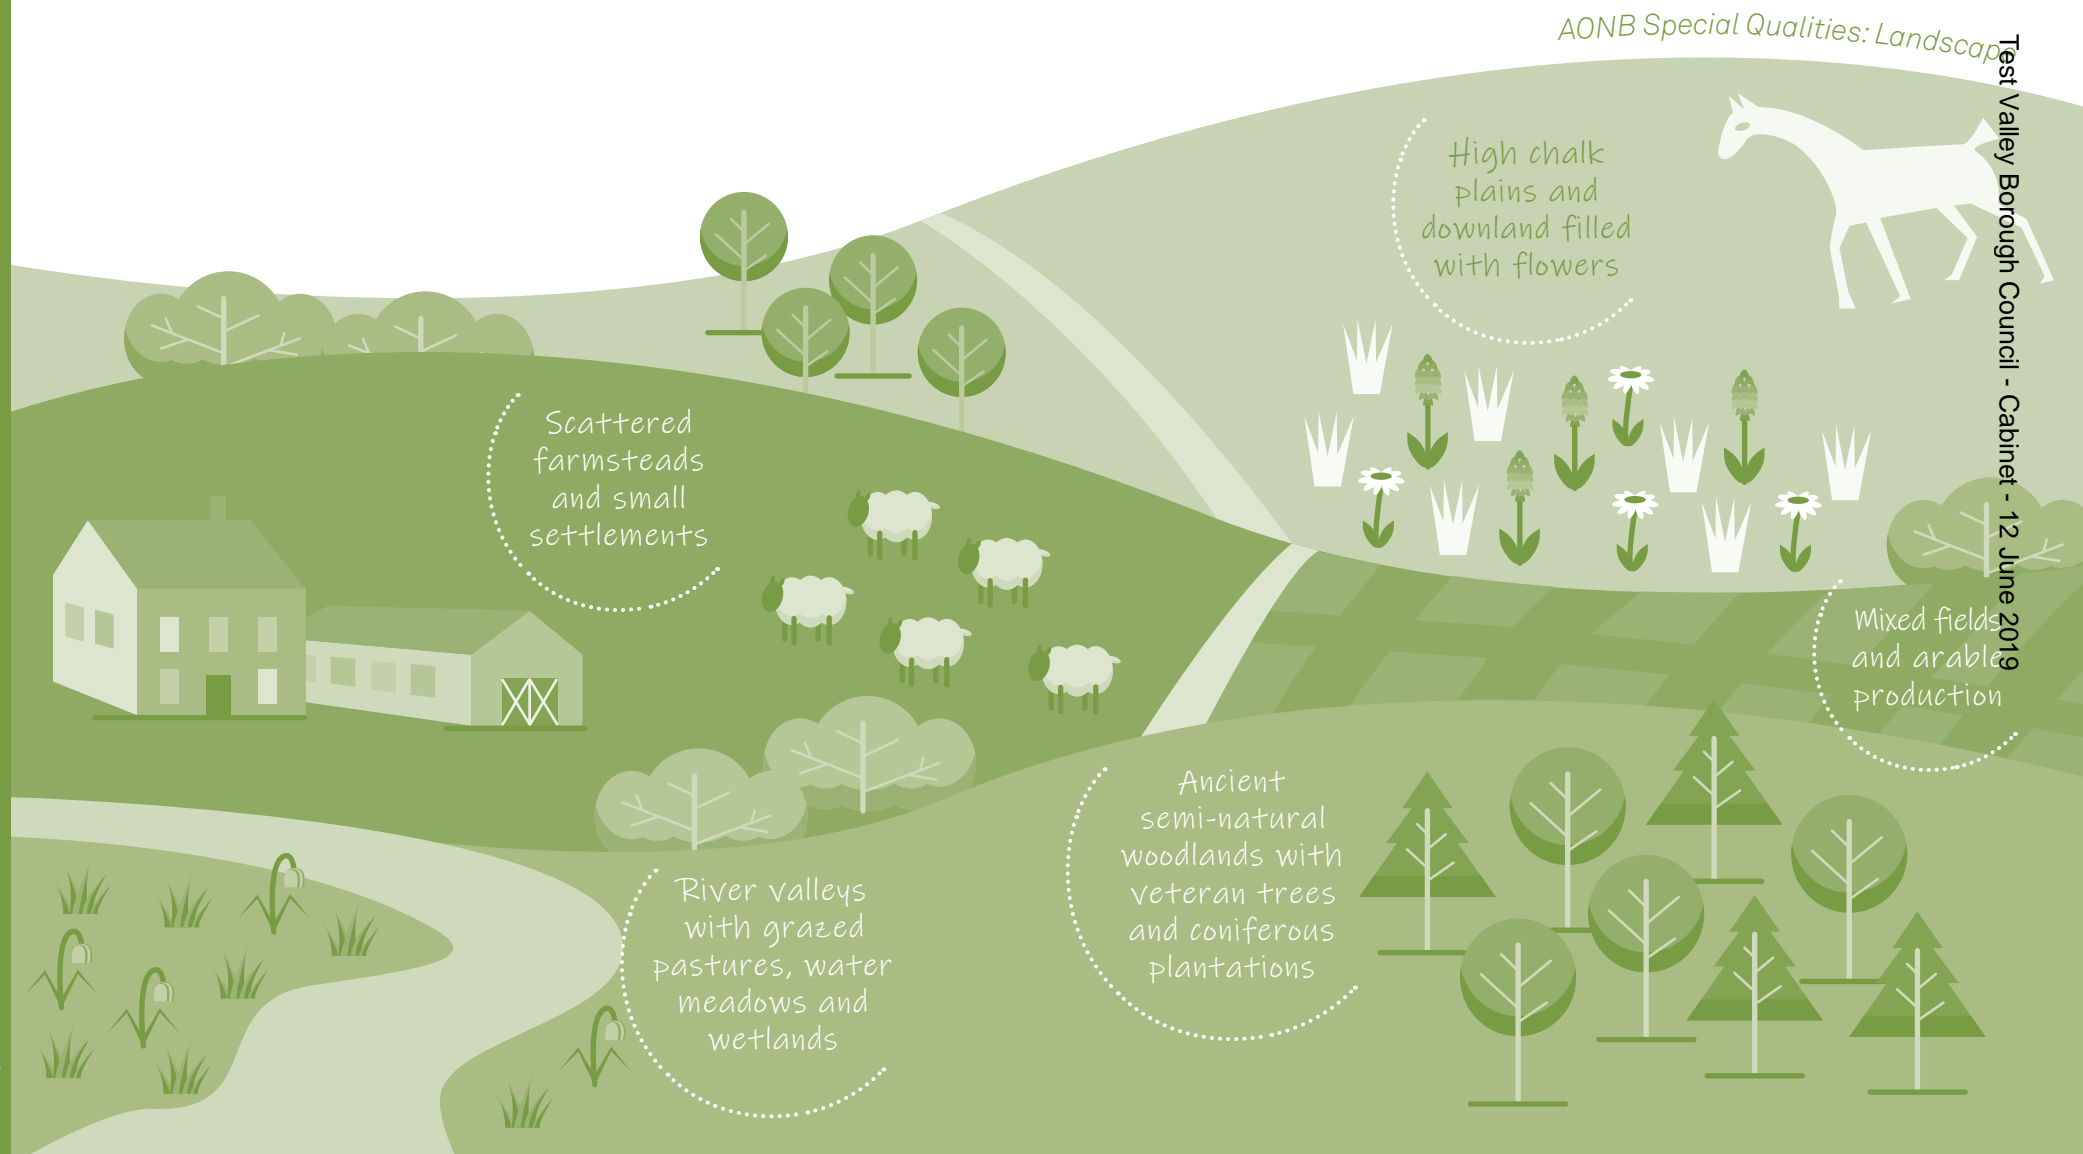 AONB Special Qualities: Landscape
Test Valley Borough Council - Cabinet - 12 June 2019
High chalk
plains and
downland filled
with flowers
Scattered
farmsteads
and small
settlements
Mixed fields
and arable
production
Ancient
semi-natural
woodlands with
veteran trees
and coniferous
plantations
River valleys
with grazed
pastures, water
meadows and
wetlands